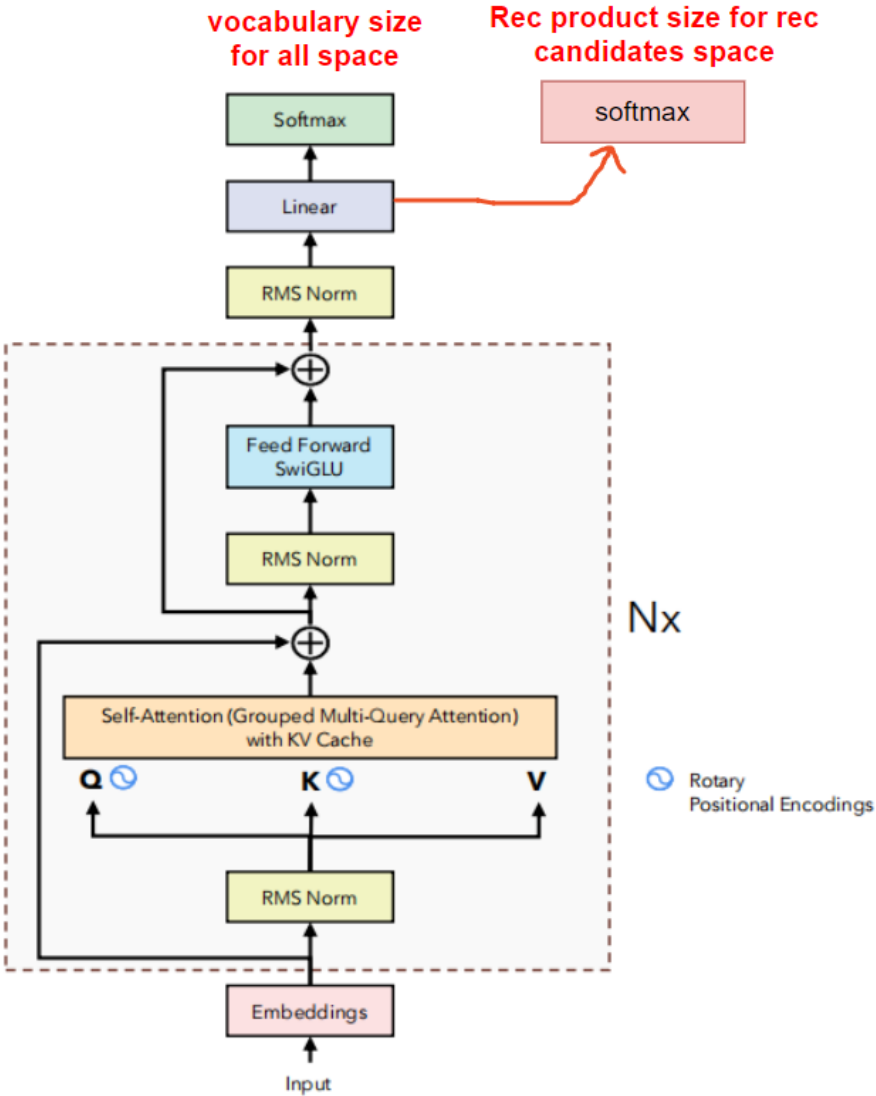 vocabulary size
for all space
Rec product size for rec
candidates space
Softmax
softmax
Linear
RMS Norm
Feed Forward
SwiGLU
RMS Norm
Nx
Self-Attention (Grouped Multi-Query Attention)
with KV Cache
Q
K
V
Rotary
Positional Encodings
RMS Norm
Embeddings
Input